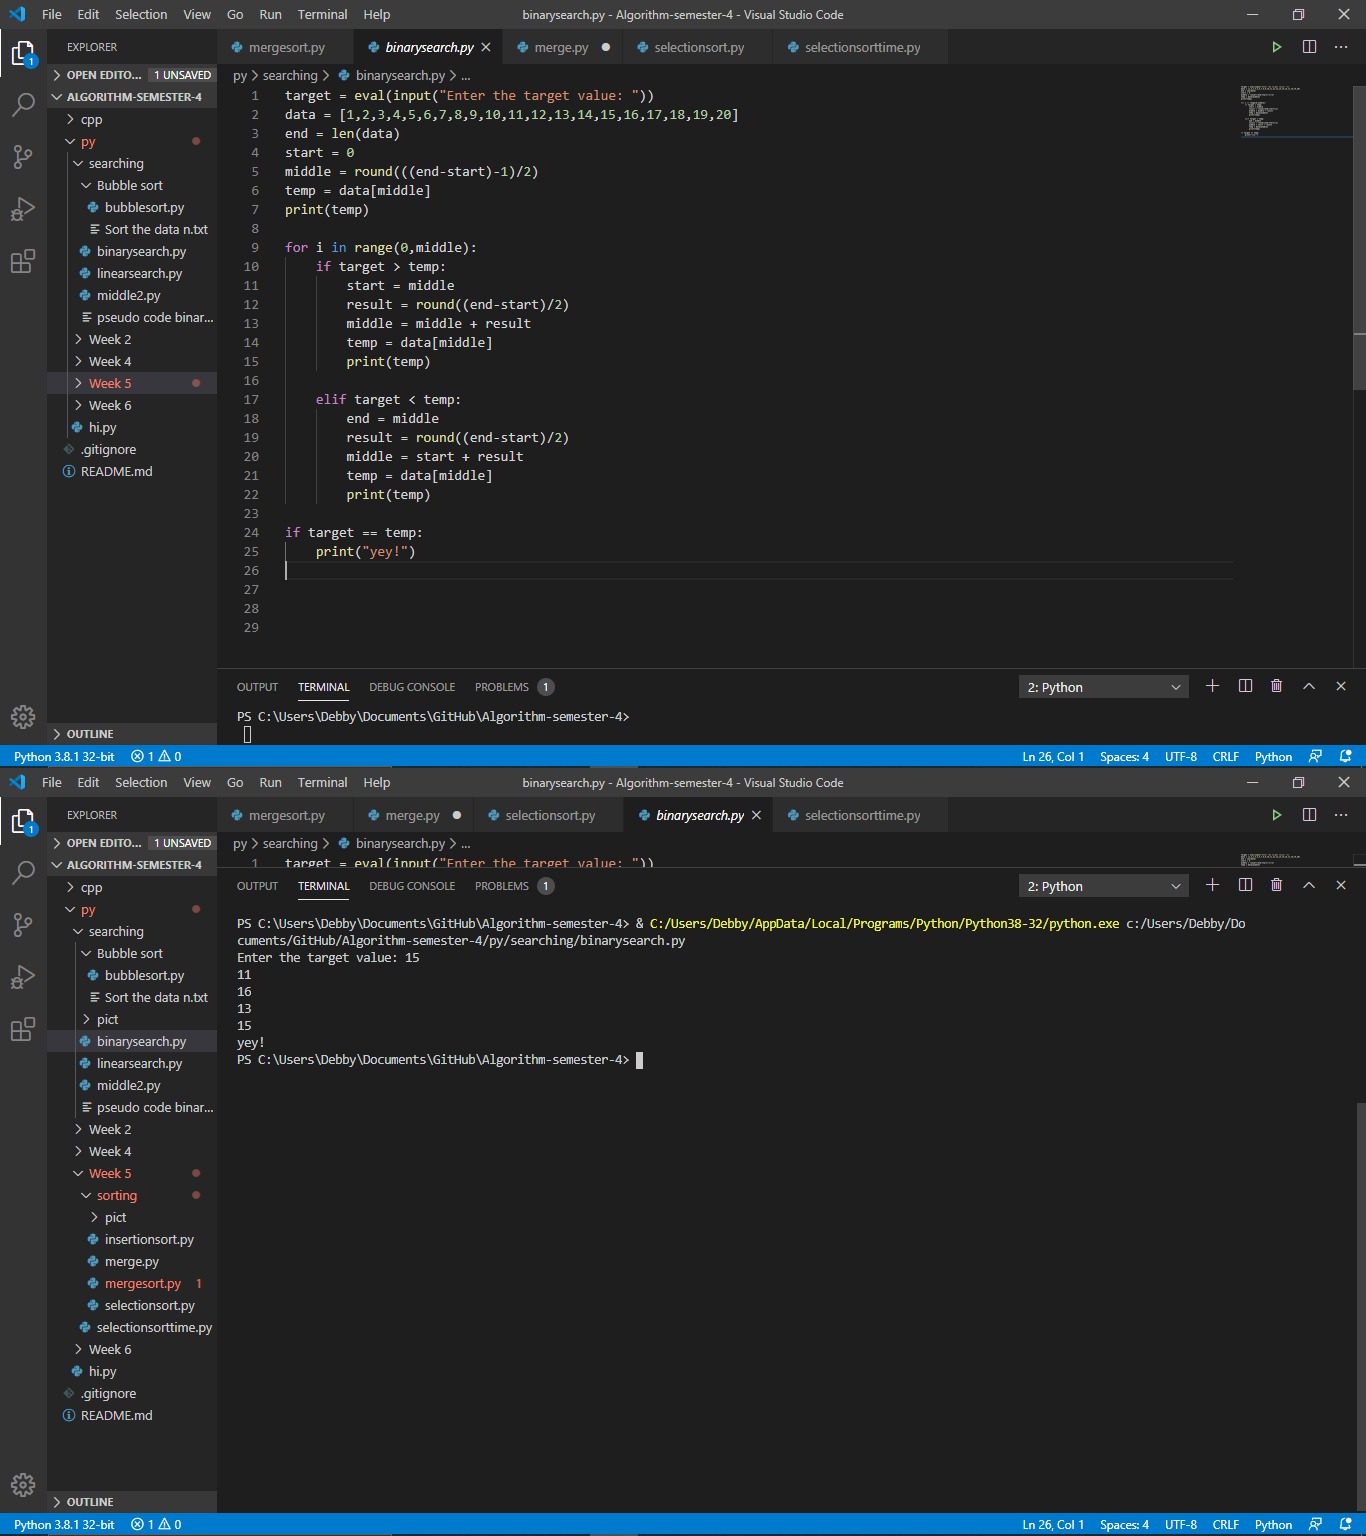 File Edit Selection View Go Run Terminal Help binarysearch.py - Algorithm-semester-4 - Visual Studio Code
EXPLORER
mergesort.py binarysearch.py merge.py selectionsort.py selectionsorttime.py
OPEN EDITO... 1 UNSAVED
ALGORITHM-SEMESTER-4
cpp
py
searching
Bubble sort
bubblesort.py
Sort the data n.txt
binarysearch.py
linearsearch.py
middle2.py
pseudo code binar...
Week 2
Week 4
Week 5
Week 6
hi.py
.gitignore
README.md
OUTLINE
py > searching > binarysearch.py > ...
1 target = eval(input("Enter the target value: "))
2 data = [1,2,3,4,5,6,7,8,9,10,11,12,13,14,15,16,17,18,19,20]
3 end = len(data)
4 start = 0
5 middle = round(((end-start)-1)/2)
6 temp = data[middle]
7 print(temp)
8
9 for i in range(0,middle):
10     if target > temp:
11         start = middle
12         result = round((end-start)/2)
13         middle = middle + result
14         temp = data[middle]
15         print(temp)
16
17     elif target < temp:
18         end = middle
19         result = round((end-start)/2)
20         middle = start + result
21         temp = data[middle]
22         print(temp)
23
24 if target == temp:
25     print("yey!")
26
27
28
29
OUTPUT TERMINAL DEBUG CONSOLE PROBLEMS 1 2: Python
PS C:\Users\Debby\Documents\GitHub\Algorithm-semester-4>
Python 3.8.1 32-bit 1 0 Ln 26, Col 1 Spaces: 4 UTF-8 CRLF Python
File Edit Selection View Go Run Terminal Help binarysearch.py - Algorithm-semester-4 - Visual Studio Code
EXPLORER
mergesort.py merge.py selectionsort.py binarysearch.py selectionsorttime.py
OPEN EDITO... 1 UNSAVED
ALGORITHM-SEMESTER-4
cpp
py
searching
Bubble sort
bubblesort.py
Sort the data n.txt
pict
binarysearch.py
linearsearch.py
middle2.py
pseudo code binar...
Week 2
Week 4
Week 5
sorting
pict
insertionsort.py
merge.py
mergesort.py 1
selectionsort.py
selectionsorttime.py
Week 6
hi.py
.gitignore
README.md
OUTLINE
py > searching > binarysearch.py > ...
1 target = eval(input("Enter the target value: "))
OUTPUT TERMINAL DEBUG CONSOLE PROBLEMS 1 2: Python
PS C:\Users\Debby\Documents\GitHub\Algorithm-semester-4> & C:/Users/Debby/AppData/Local/Programs/Python/Python38-32/python.exe c:/Users/Debby/Do
cuments/GitHub/Algorithm-semester-4/py/searching/binarysearch.py
Enter the target value: 15
11
16
13
15
yey!
PS C:\Users\Debby\Documents\GitHub\Algorithm-semester-4>
Python 3.8.1 32-bit 1 0 Ln 26, Col 1 Spaces: 4 UTF-8 CRLF Python